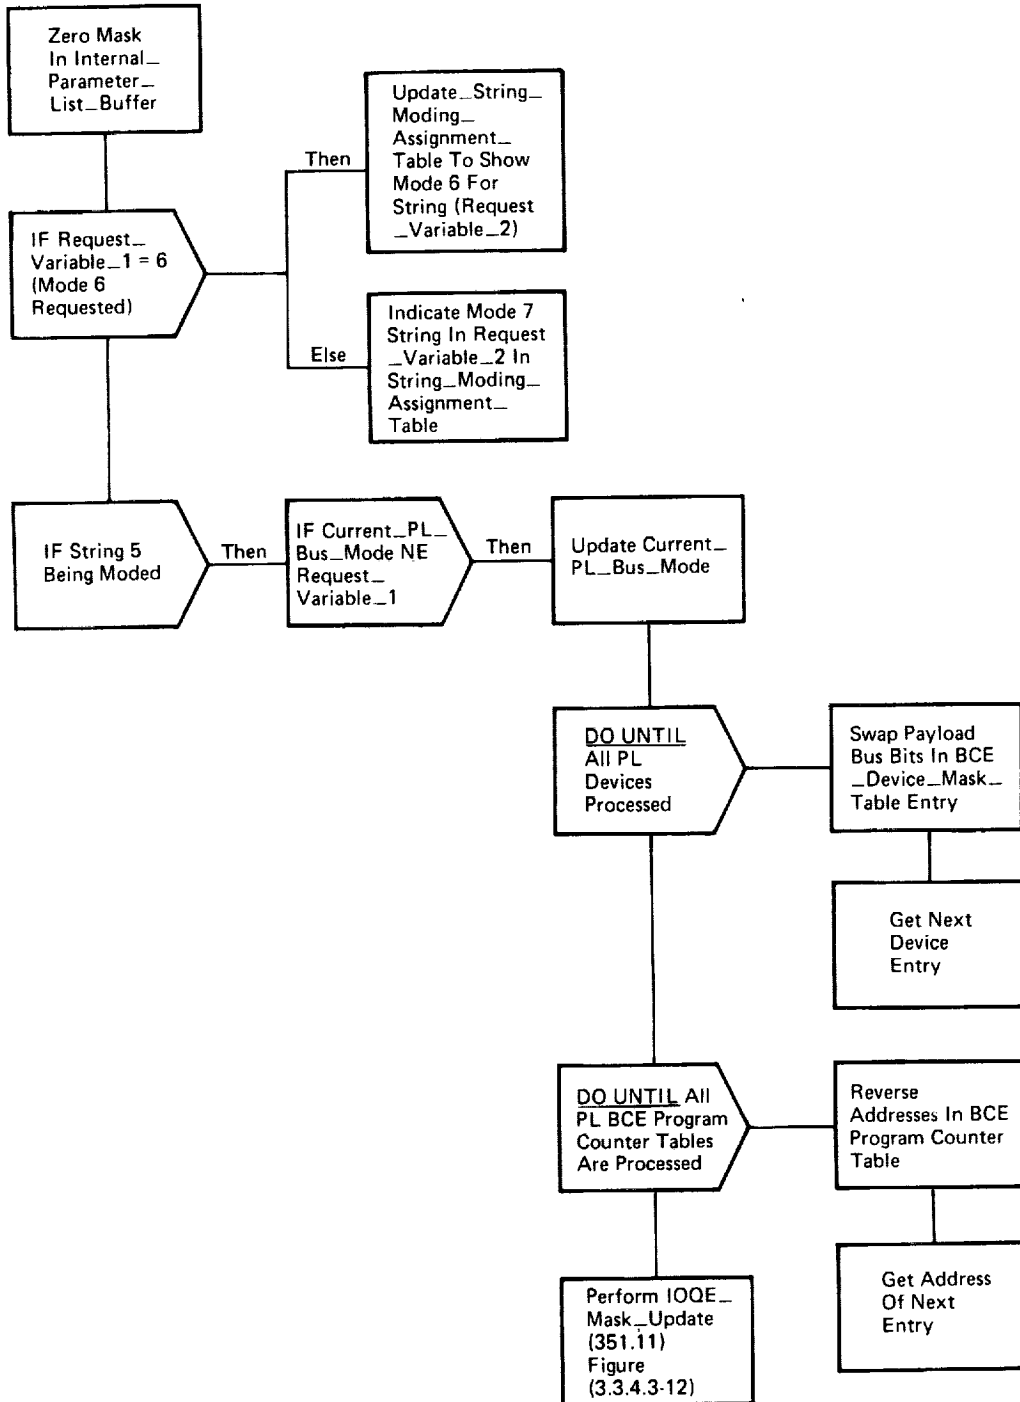 Zero Mask
In Internal_
Parameter_
List_Buffer
Update_String_
Moding_
Assignment_
Table To Show
Mode 6 For
String (Request
_Variable_2)
Then
IF Request_
Variable_1 = 6
(Mode 6
Requested)
Else
Indicate Mode 7
String In Request
_Variable_2 In
String_Moding_
Assignment_
Table
IF String 5
Being Moded
Then
IF Current_PL_
Bus_Mode NE
Request_
Variable_1
Then
Update Current_
PL_Bus_Mode
DO UNTIL
All PL
Devices
Processed
Swap Payload
Bus Bits In BCE
_Device_Mask_
Table Entry
Get Next
Device
Entry
DO UNTIL All
PL BCE Program
Counter Tables
Are Processed
Reverse
Addresses In BCE
Program Counter
Table
Get Address
Of Next
Entry
Perform IOQE_
Mask_Update
(351.11)
Figure
(3.3.4.3-12)